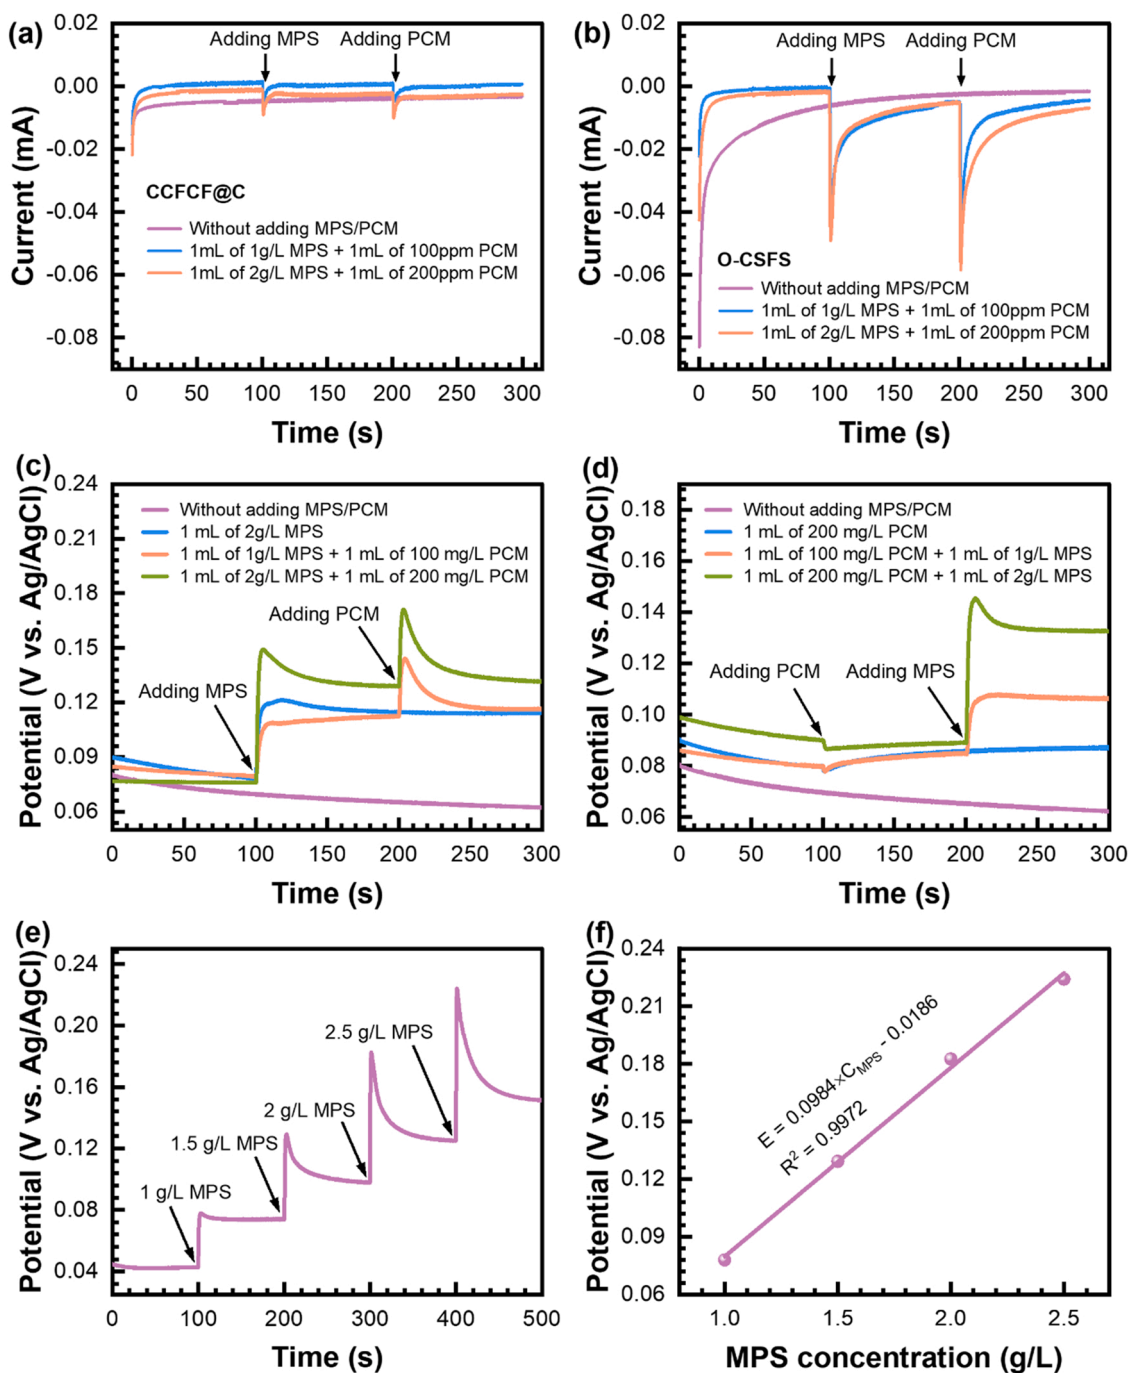 (a)
0.02
0.00
-0.02
-0.04
-0.06
-0.08
Current (mA)
Adding MPS
Adding PCM
CCFCF@C
Without adding MPS/PCM
1mL of 1g/L MPS + 1mL of 100ppm PCM
1mL of 2g/L MPS + 1mL of 200ppm PCM
0 50 100 150 200 250 300
Time (s)
(b)
0.02
0.00
-0.02
-0.04
-0.06
-0.08
Current (mA)
Adding MPS
Adding PCM
O-CSFS
Without adding MPS/PCM
1mL of 1g/L MPS + 1mL of 100ppm PCM
1mL of 2g/L MPS + 1mL of 200ppm PCM
0 50 100 150 200 250 300
Time (s)
(c)
0.24
0.21
0.18
0.15
0.12
0.09
0.06
Potential (V vs. Ag/AgCl)
Without adding MPS/PCM
1 mL of 2g/L MPS
1 mL of 1g/L MPS + 1 mL of 100 mg/L PCM
1 mL of 2g/L MPS + 1 mL of 200 mg/L PCM
Adding PCM
Adding MPS
0 50 100 150 200 250 300
Time (s)
(d)
0.18
0.16
0.14
0.12
0.10
0.08
0.06
Potential (V vs. Ag/AgCl)
Without adding MPS/PCM
1 mL of 200 mg/L PCM
1 mL of 100 mg/L PCM + 1 mL of 1g/L MPS
1 mL of 200 mg/L PCM + 1 mL of 2g/L MPS
Adding PCM
Adding MPS
0 50 100 150 200 250 300
Time (s)
(e)
0.24
0.20
0.16
0.12
0.08
0.04
Potential (V vs. Ag/AgCl)
2.5 g/L MPS
2 g/L MPS
1.5 g/L MPS
1 g/L MPS
0 100 200 300 400 500
Time (s)
(f)
0.24
0.21
0.18
0.15
0.12
0.09
0.06
Potential (V vs. Ag/AgCl)
E = 0.0984×C_MPS - 0.0186
R² = 0.9972
1.0 1.5 2.0 2.5
MPS concentration (g/L)